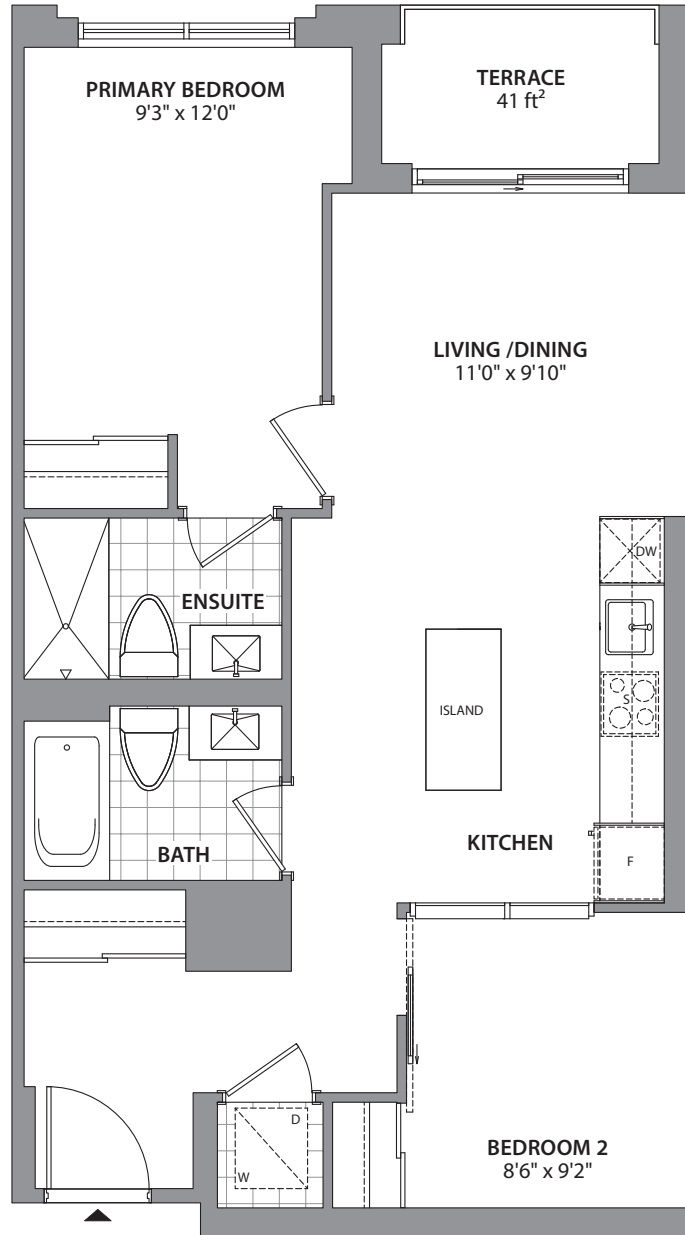 PRIMARY BEDROOM
9'3" x 12'0"
TERRACE
41 ft²
LIVING /DINING
11'0" x 9'10"
DW
ENSUITE
S
ISLAND
KITCHEN
BATH
F
D
W
BEDROOM 2
8'6" x 9'2"